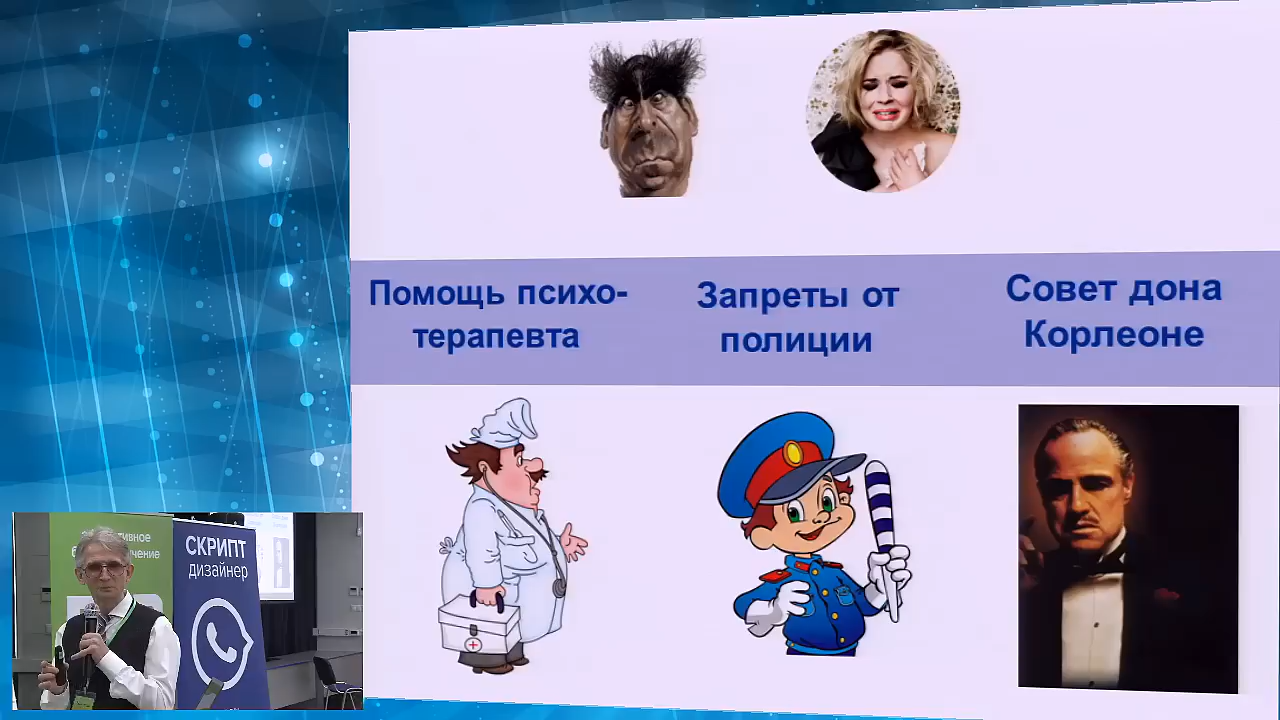 Помощь психо-
терапевта
Запреты от
полиции
Совет дона
Корлеоне
СКРИПТ
дизайнер